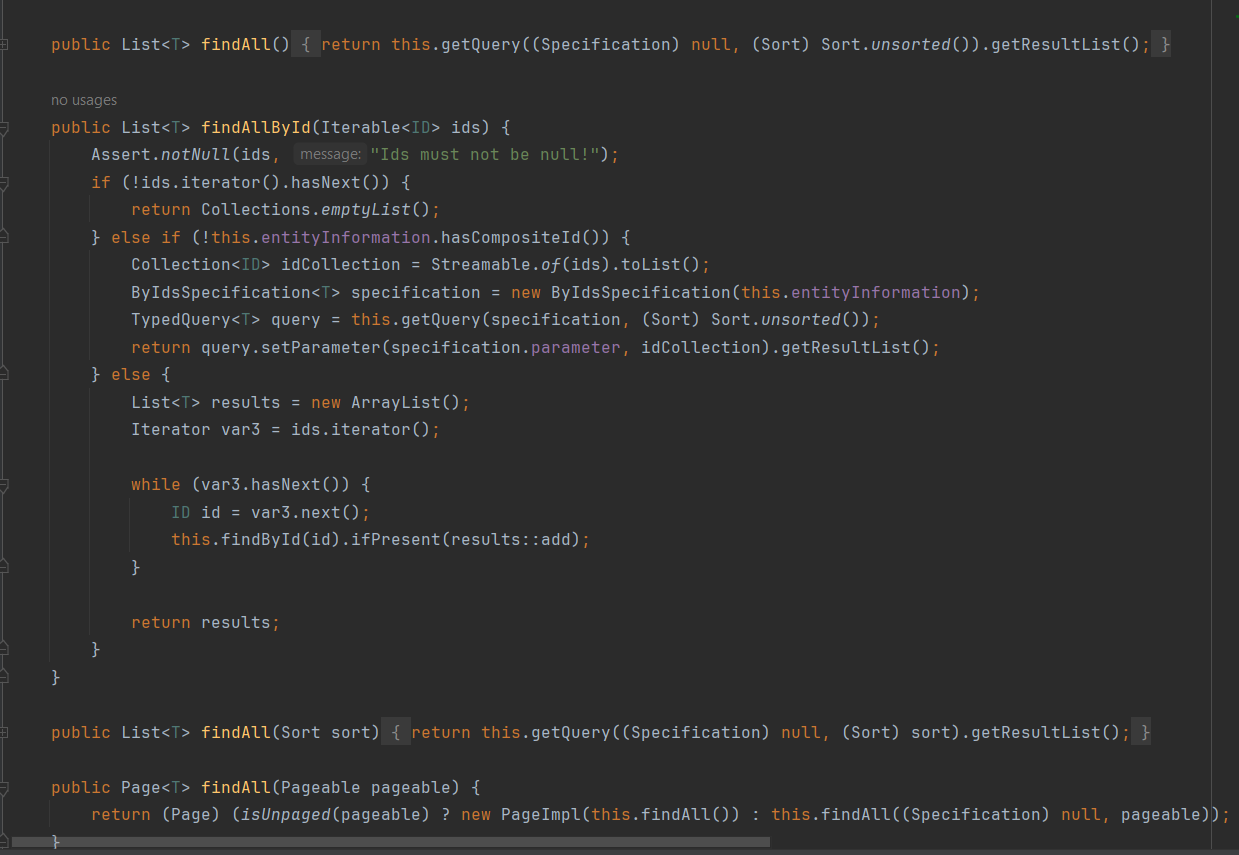 public List<T> findAll() { return this.getQuery((Specification) null, (Sort) Sort.unsorted()).getResultList(); }
no usages
public List<T> findAllById(Iterable<ID> ids) {
Assert.notNull(ids, message: "Ids must not be null!");
if (!ids.iterator().hasNext()) {
return Collections.emptyList();
} else if (!this.entityInformation.hasCompositeId()) {
Collection<ID> idCollection = Streamable.of(ids).toList();
ByIdsSpecification<T> specification = new ByIdsSpecification(this.entityInformation);
TypedQuery<T> query = this.getQuery(specification, (Sort) Sort.unsorted());
return query.setParameter(specification.parameter, idCollection).getResultList();
} else {
List<T> results = new ArrayList();
Iterator var3 = ids.iterator();
while (var3.hasNext()) {
ID id = var3.next();
this.findById(id).ifPresent(results::add);
}
return results;
}
}
public List<T> findAll(Sort sort) { return this.getQuery((Specification) null, (Sort) sort).getResultList(); }
public Page<T> findAll(Pageable pageable) {
return (Page) (isUnpaged(pageable) ? new PageImpl(this.findAll()) : this.findAll((Specification) null, pageable));
}